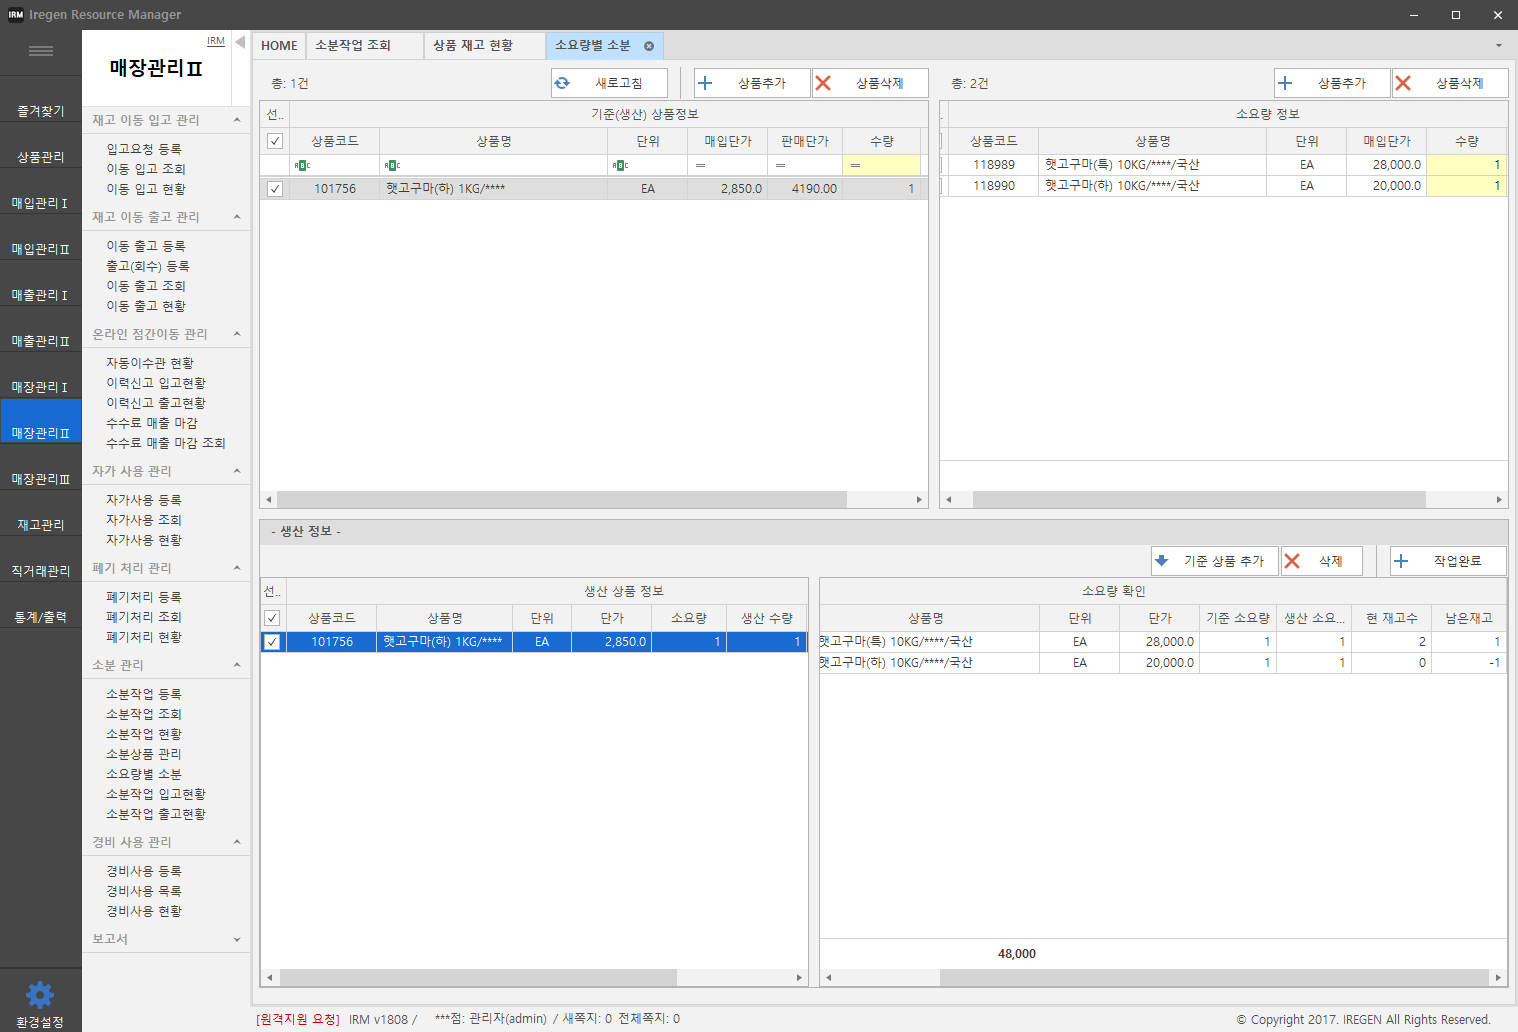 IRM Iregen Resource Manager
즐겨찾기
상품관리
매입관리Ⅰ
매입관리Ⅱ
매출관리Ⅰ
매출관리Ⅱ
매장관리Ⅰ
매장관리Ⅱ
매장관리Ⅲ
재고관리
직거래관리
통계/출력
환경설정
IRM
매장관리Ⅱ
재고 이동 입고 관리
입고요청 등록
이동 입고 조회
이동 입고 현황
재고 이동 출고 관리
이동 출고 등록
출고(회수) 등록
이동 출고 조회
이동 출고 현황
온라인 점간이동 관리
자동이수관 현황
이력신고 입고현황
이력신고 출고현황
수수료 매출 마감
수수료 매출 마감 조회
자가 사용 관리
자가사용 등록
자가사용 조회
자가사용 현황
폐기 처리 관리
폐기처리 등록
폐기처리 조회
폐기처리 현황
소분 관리
소분작업 등록
소분작업 조회
소분작업 현황
소분상품 관리
소요량별 소분
소분작업 입고현황
소분작업 출고현황
경비 사용 관리
경비사용 등록
경비사용 목록
경비사용 현황
보고서
HOME 소분작업 조회 상품 재고 현황 소요량별 소분
총: 1건 새로고침 상품추가 상품삭제
선.. 기준(생산) 상품정보
상품코드 상품명 단위 매입단가 판매단가 수량
ABC ABC ABC = = =
101756 햇고구마(하) 1KG/**** EA 2,850.0 4190.00 1
총: 2건 상품추가 상품삭제
. 소요량 정보
상품코드 상품명 단위 매입단가 수량
118989 햇고구마(특) 10KG/****/국산 EA 28,000.0 1
118990 햇고구마(하) 10KG/****/국산 EA 20,000.0 1
- 생산 정보 -
기준 상품 추가 삭제 작업완료
선.. 생산 상품 정보
상품코드 상품명 단위 단가 소요량 생산 수량
101756 햇고구마(하) 1KG/**** EA 2,850.0 1 1
소요량 확인
상품명 단위 단가 기준 소요량 생산 소요... 현 재고수 남은재고
햇고구마(특) 10KG/****/국산 EA 28,000.0 1 1 2 1
햇고구마(하) 10KG/****/국산 EA 20,000.0 1 1 0 -1
48,000
[원격지원 요청] IRM v1808 / ***점: 관리자(admin) / 새쪽지: 0 전체쪽지: 0 © Copyright 2017. IREGEN All Rights Reserved.